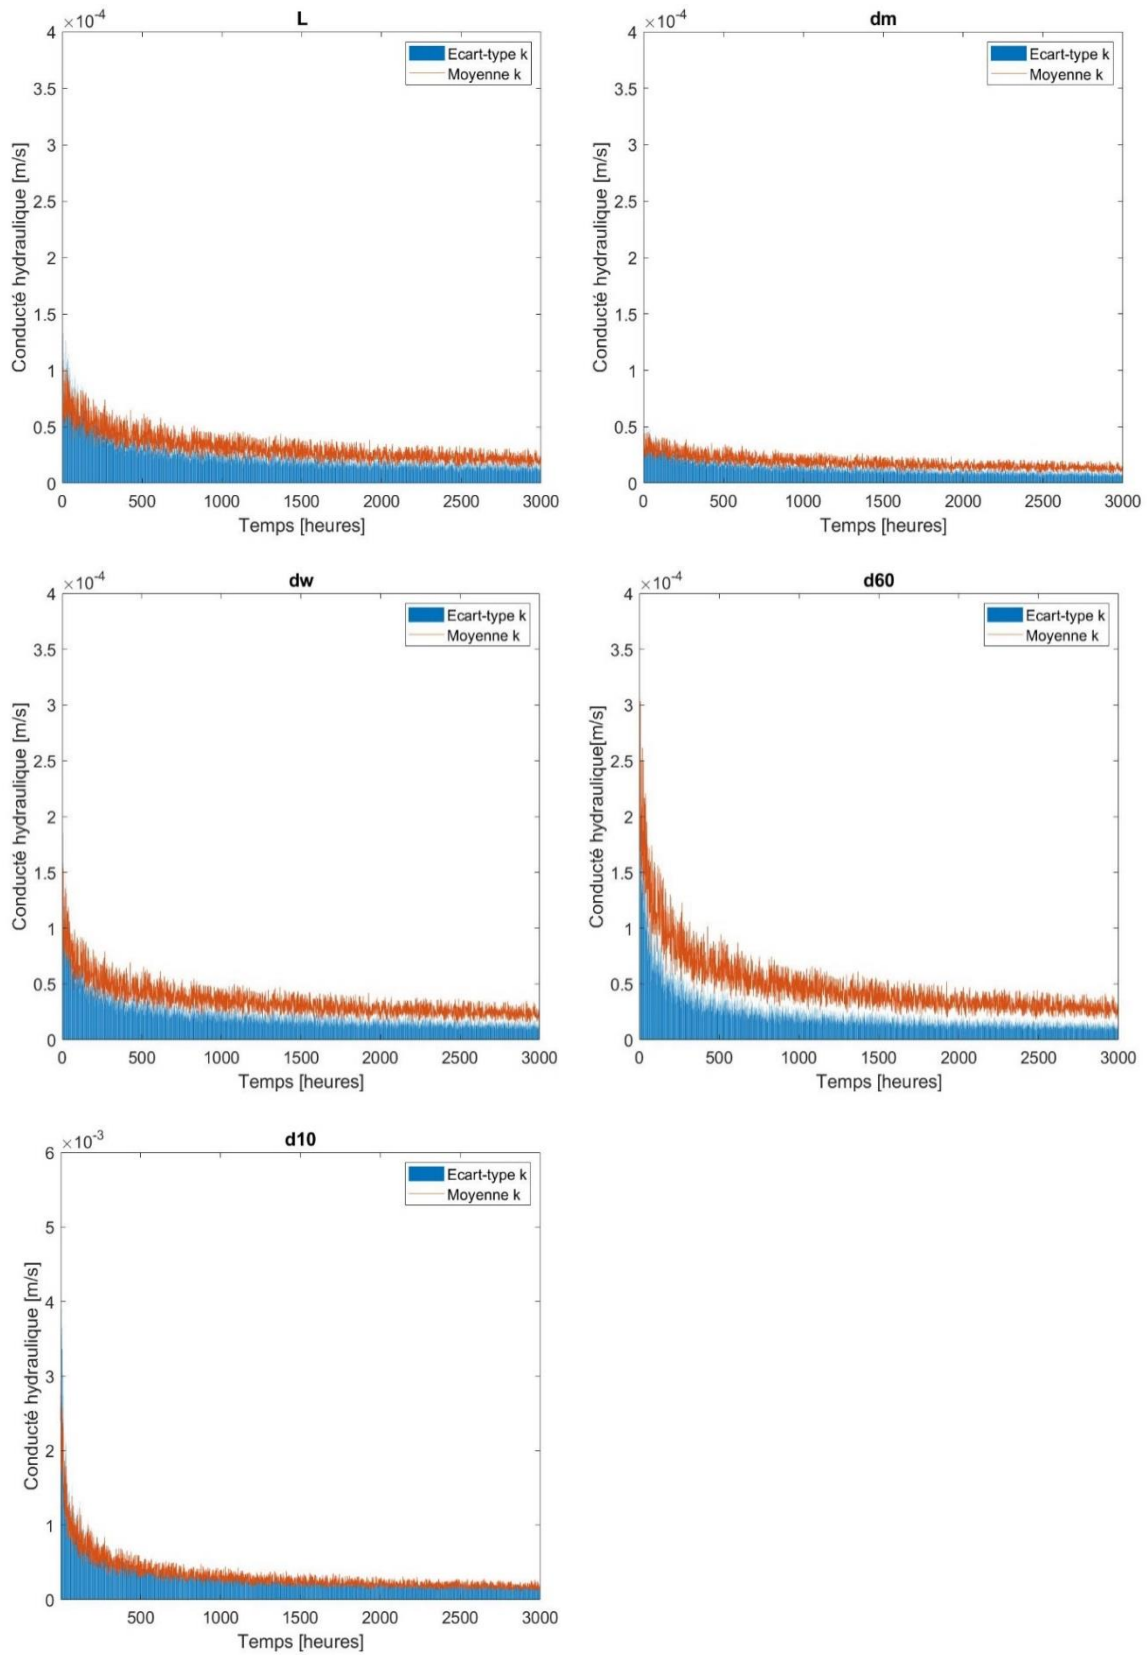 L
×10⁻⁴
4
3.5
3
2.5
2
1.5
1
0.5
0
Conducté hydraulique [m/s]
Ecart-type k
Moyenne k
0 500 1000 1500 2000 2500 3000
Temps [heures]
dm
×10⁻⁴
4
3.5
3
2.5
2
1.5
1
0.5
0
Conducté hydraulique [m/s]
Ecart-type k
Moyenne k
0 500 1000 1500 2000 2500 3000
Temps [heures]
dw
×10⁻⁴
4
3.5
3
2.5
2
1.5
1
0.5
0
Conducté hydraulique [m/s]
Ecart-type k
Moyenne k
0 500 1000 1500 2000 2500 3000
Temps [heures]
d60
×10⁻⁴
4
3.5
3
2.5
2
1.5
1
0.5
0
Conducté hydraulique[m/s]
Ecart-type k
Moyenne k
0 500 1000 1500 2000 2500 3000
Temps [heures]
d10
×10⁻³
6
5
4
3
2
1
0
Conducté hydraulique [m/s]
Ecart-type k
Moyenne k
500 1000 1500 2000 2500 3000
Temps [heures]